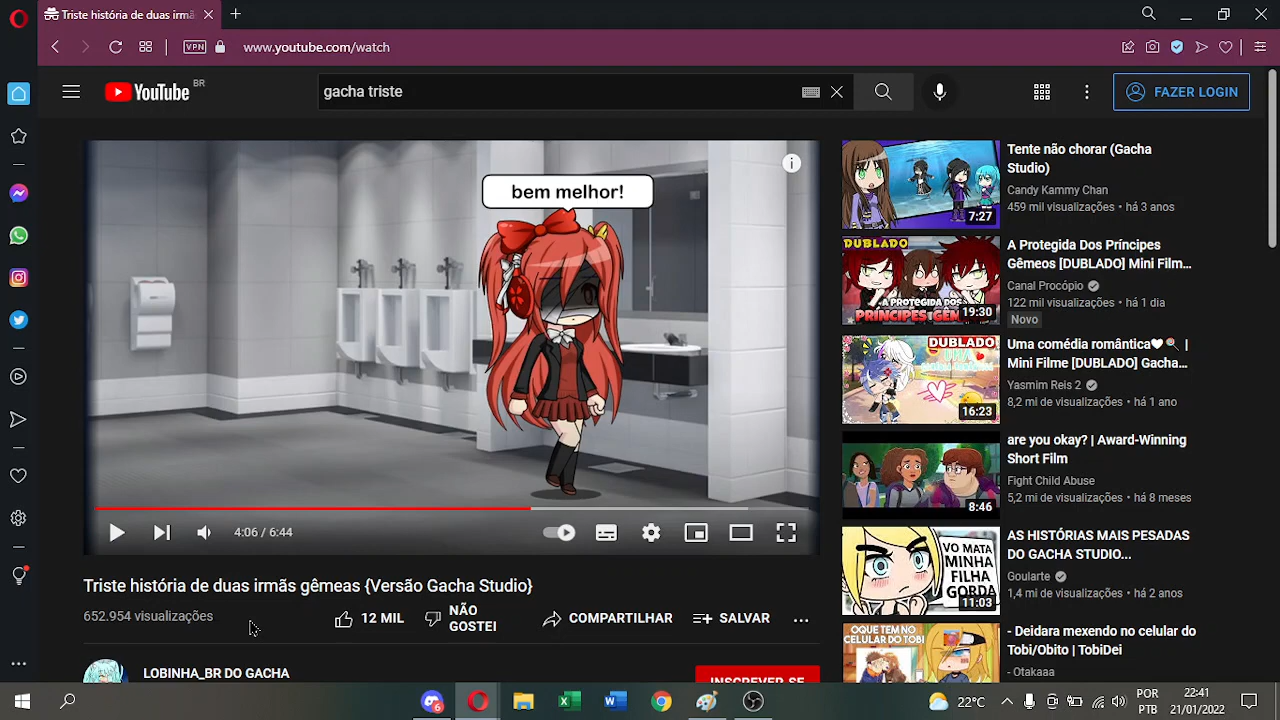 Triste história de duas irmã
VPN
www.youtube.com/watch
YouTube BR
gacha triste
FAZER LOGIN
bem melhor!
4:06 / 6:44
Triste história de duas irmãs gêmeas {Versão Gacha Studio}
652.954 visualizações
12 MIL
NÃO
GOSTEI
COMPARTILHAR
SALVAR
LOBINHA_BR DO GACHA
INSCREVER-SE
7:27
Tente não chorar (Gacha
Studio)
Candy Kammy Chan
459 mil visualizações • há 3 anos
DUBLADO
A PROTEGIDA DOS
PRÍNCIPES GÊM
19:30
A Protegida Dos Príncipes
Gêmeos [DUBLADO] Mini Film...
Canal Procópio
122 mil visualizações • há 1 dia
Novo
DUBLADO
16:23
Uma comédia romântica🤍🍭 |
Mini Filme [DUBLADO] Gacha...
Yasmim Reis 2
8,2 mi de visualizações • há 1 ano
8:46
are you okay? | Award-Winning
Short Film
Fight Child Abuse
5,2 mi de visualizações • há 8 meses
VO MATA
MINHA
FILHA
GORDA
11:03
AS HISTÓRIAS MAIS PESADAS
DO GACHA STUDIO...
Goularte
1,4 mi de visualizações • há 2 anos
OQUE TEM NO
CELULAR DO TOBI
- Deidara mexendo no celular do
Tobi/Obito | TobiDei
Otakaaa
6
22°C
POR
PTB
22:41
21/01/2022